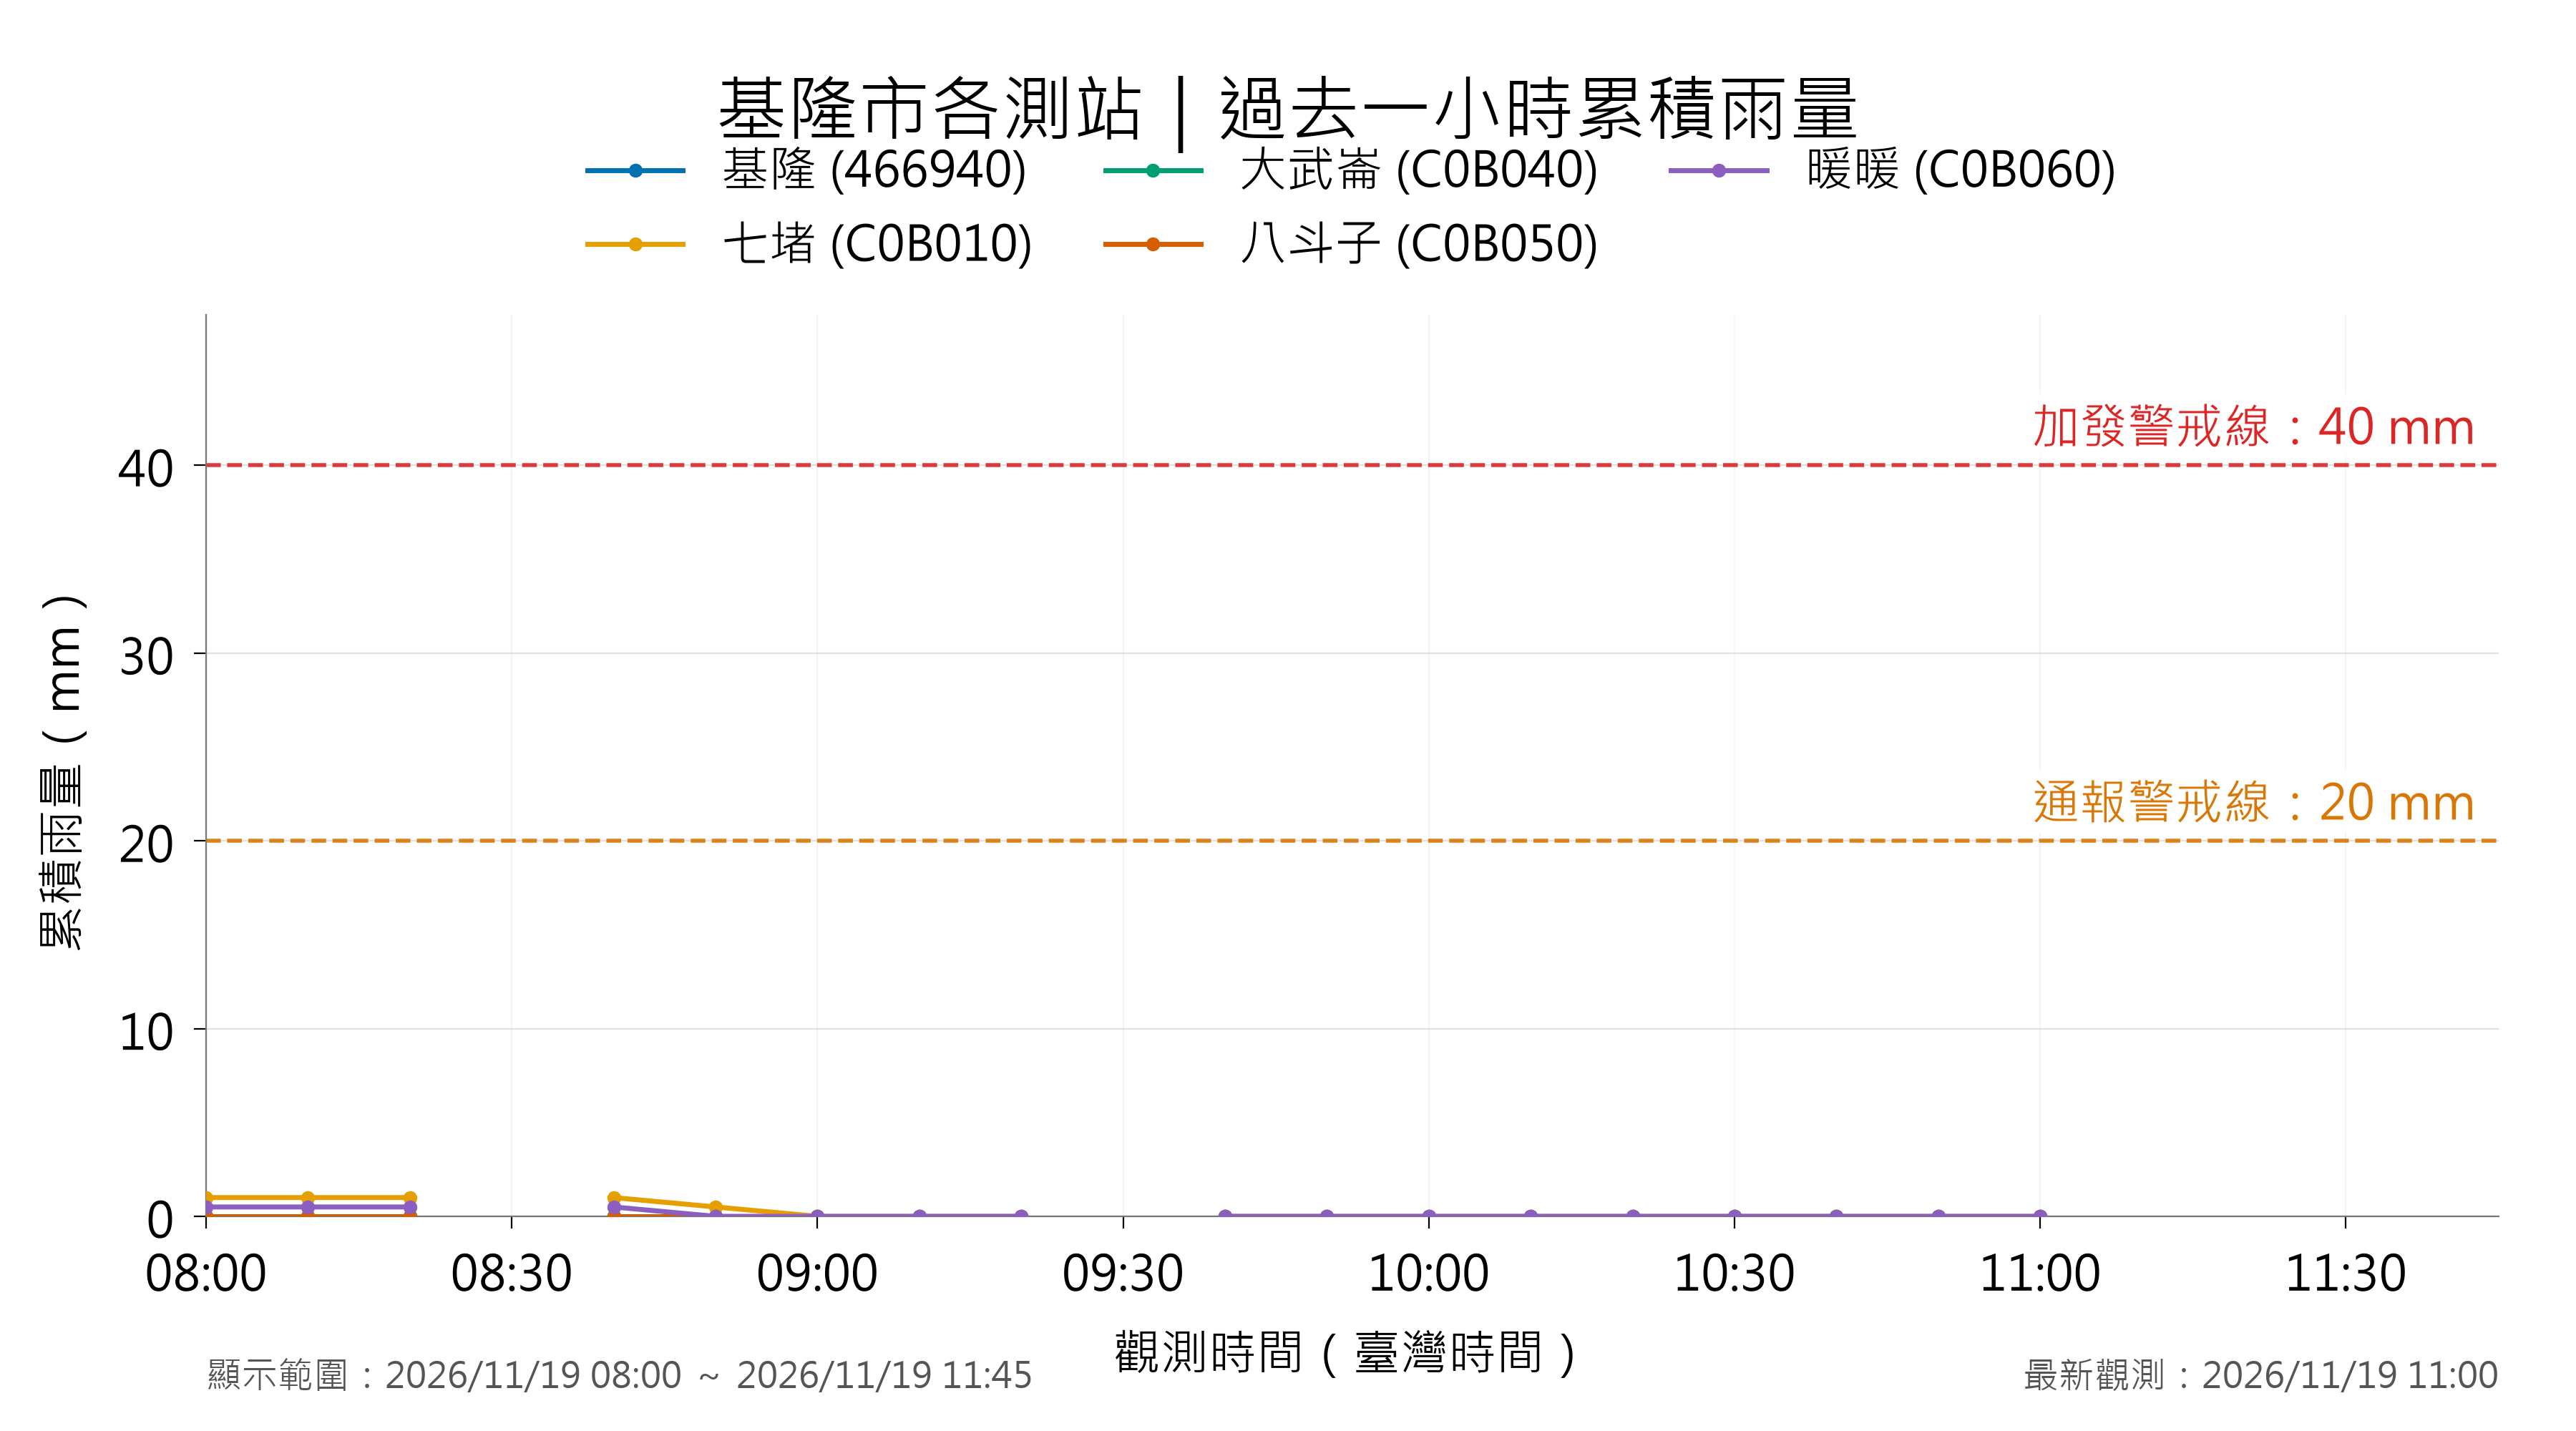 基隆市各測站｜過去一小時累積雨量
基隆 (466940)
大武崙 (C0B040)
暖暖 (C0B060)
七堵 (C0B010)
八斗子 (C0B050)
累積雨量（mm）
40
30
20
10
0
加發警戒線：40 mm
通報警戒線：20 mm
08:00
08:30
09:00
09:30
10:00
10:30
11:00
11:30
觀測時間（臺灣時間）
顯示範圍：2026/11/19 08:00 ~ 2026/11/19 11:45
最新觀測：2026/11/19 11:00